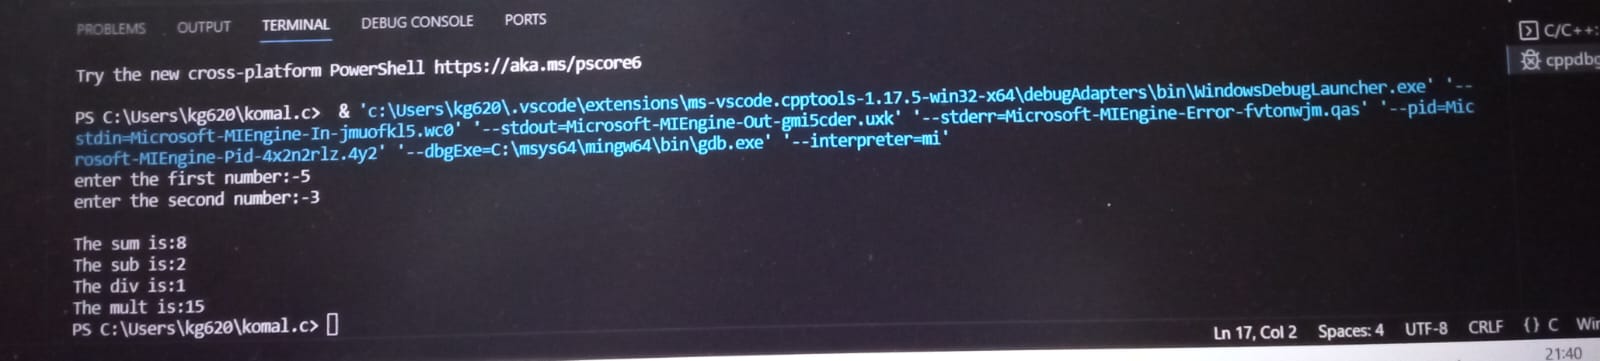 PROBLEMS OUTPUT TERMINAL DEBUG CONSOLE PORTS
C/C++:
cppdbg
Try the new cross-platform PowerShell https://aka.ms/pscore6
PS C:\Users\kg620\komal.c> & 'c:\Users\kg620\.vscode\extensions\ms-vscode.cpptools-1.17.5-win32-x64\debugAdapters\bin\WindowsDebugLauncher.exe' '--
stdin=Microsoft-MIEngine-In-jmuofkl5.wc0' '--stdout=Microsoft-MIEngine-Out-gmi5cder.uxk' '--stderr=Microsoft-MIEngine-Error-fvtonwjm.qas' '--pid=Mic
rosoft-MIEngine-Pid-4x2n2rlz.4y2' '--dbgExe=C:\msys64\mingw64\bin\gdb.exe' '--interpreter=mi'
enter the first number:-5
enter the second number:-3
The sum is:8
The sub is:2
The div is:1
The mult is:15
PS C:\Users\kg620\komal.c>
Ln 17, Col 2 Spaces: 4 UTF-8 CRLF {} C Win
21:40